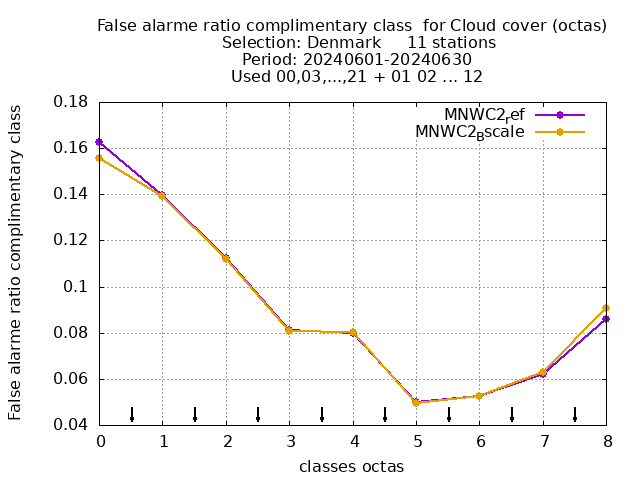 False alarme ratio complimentary class  for Cloud cover (octas)
Selection: Denmark     11 stations
Period: 20240601-20240630
Used 00,03,...,21 + 01 02 ... 12
False alarme ratio complimentary class
0.18
0.16
0.14
0.12
0.1
0.08
0.06
0.04
MNWC2ref
MNWC2Bscale
0 1 2 3 4 5 6 7 8
classes octas